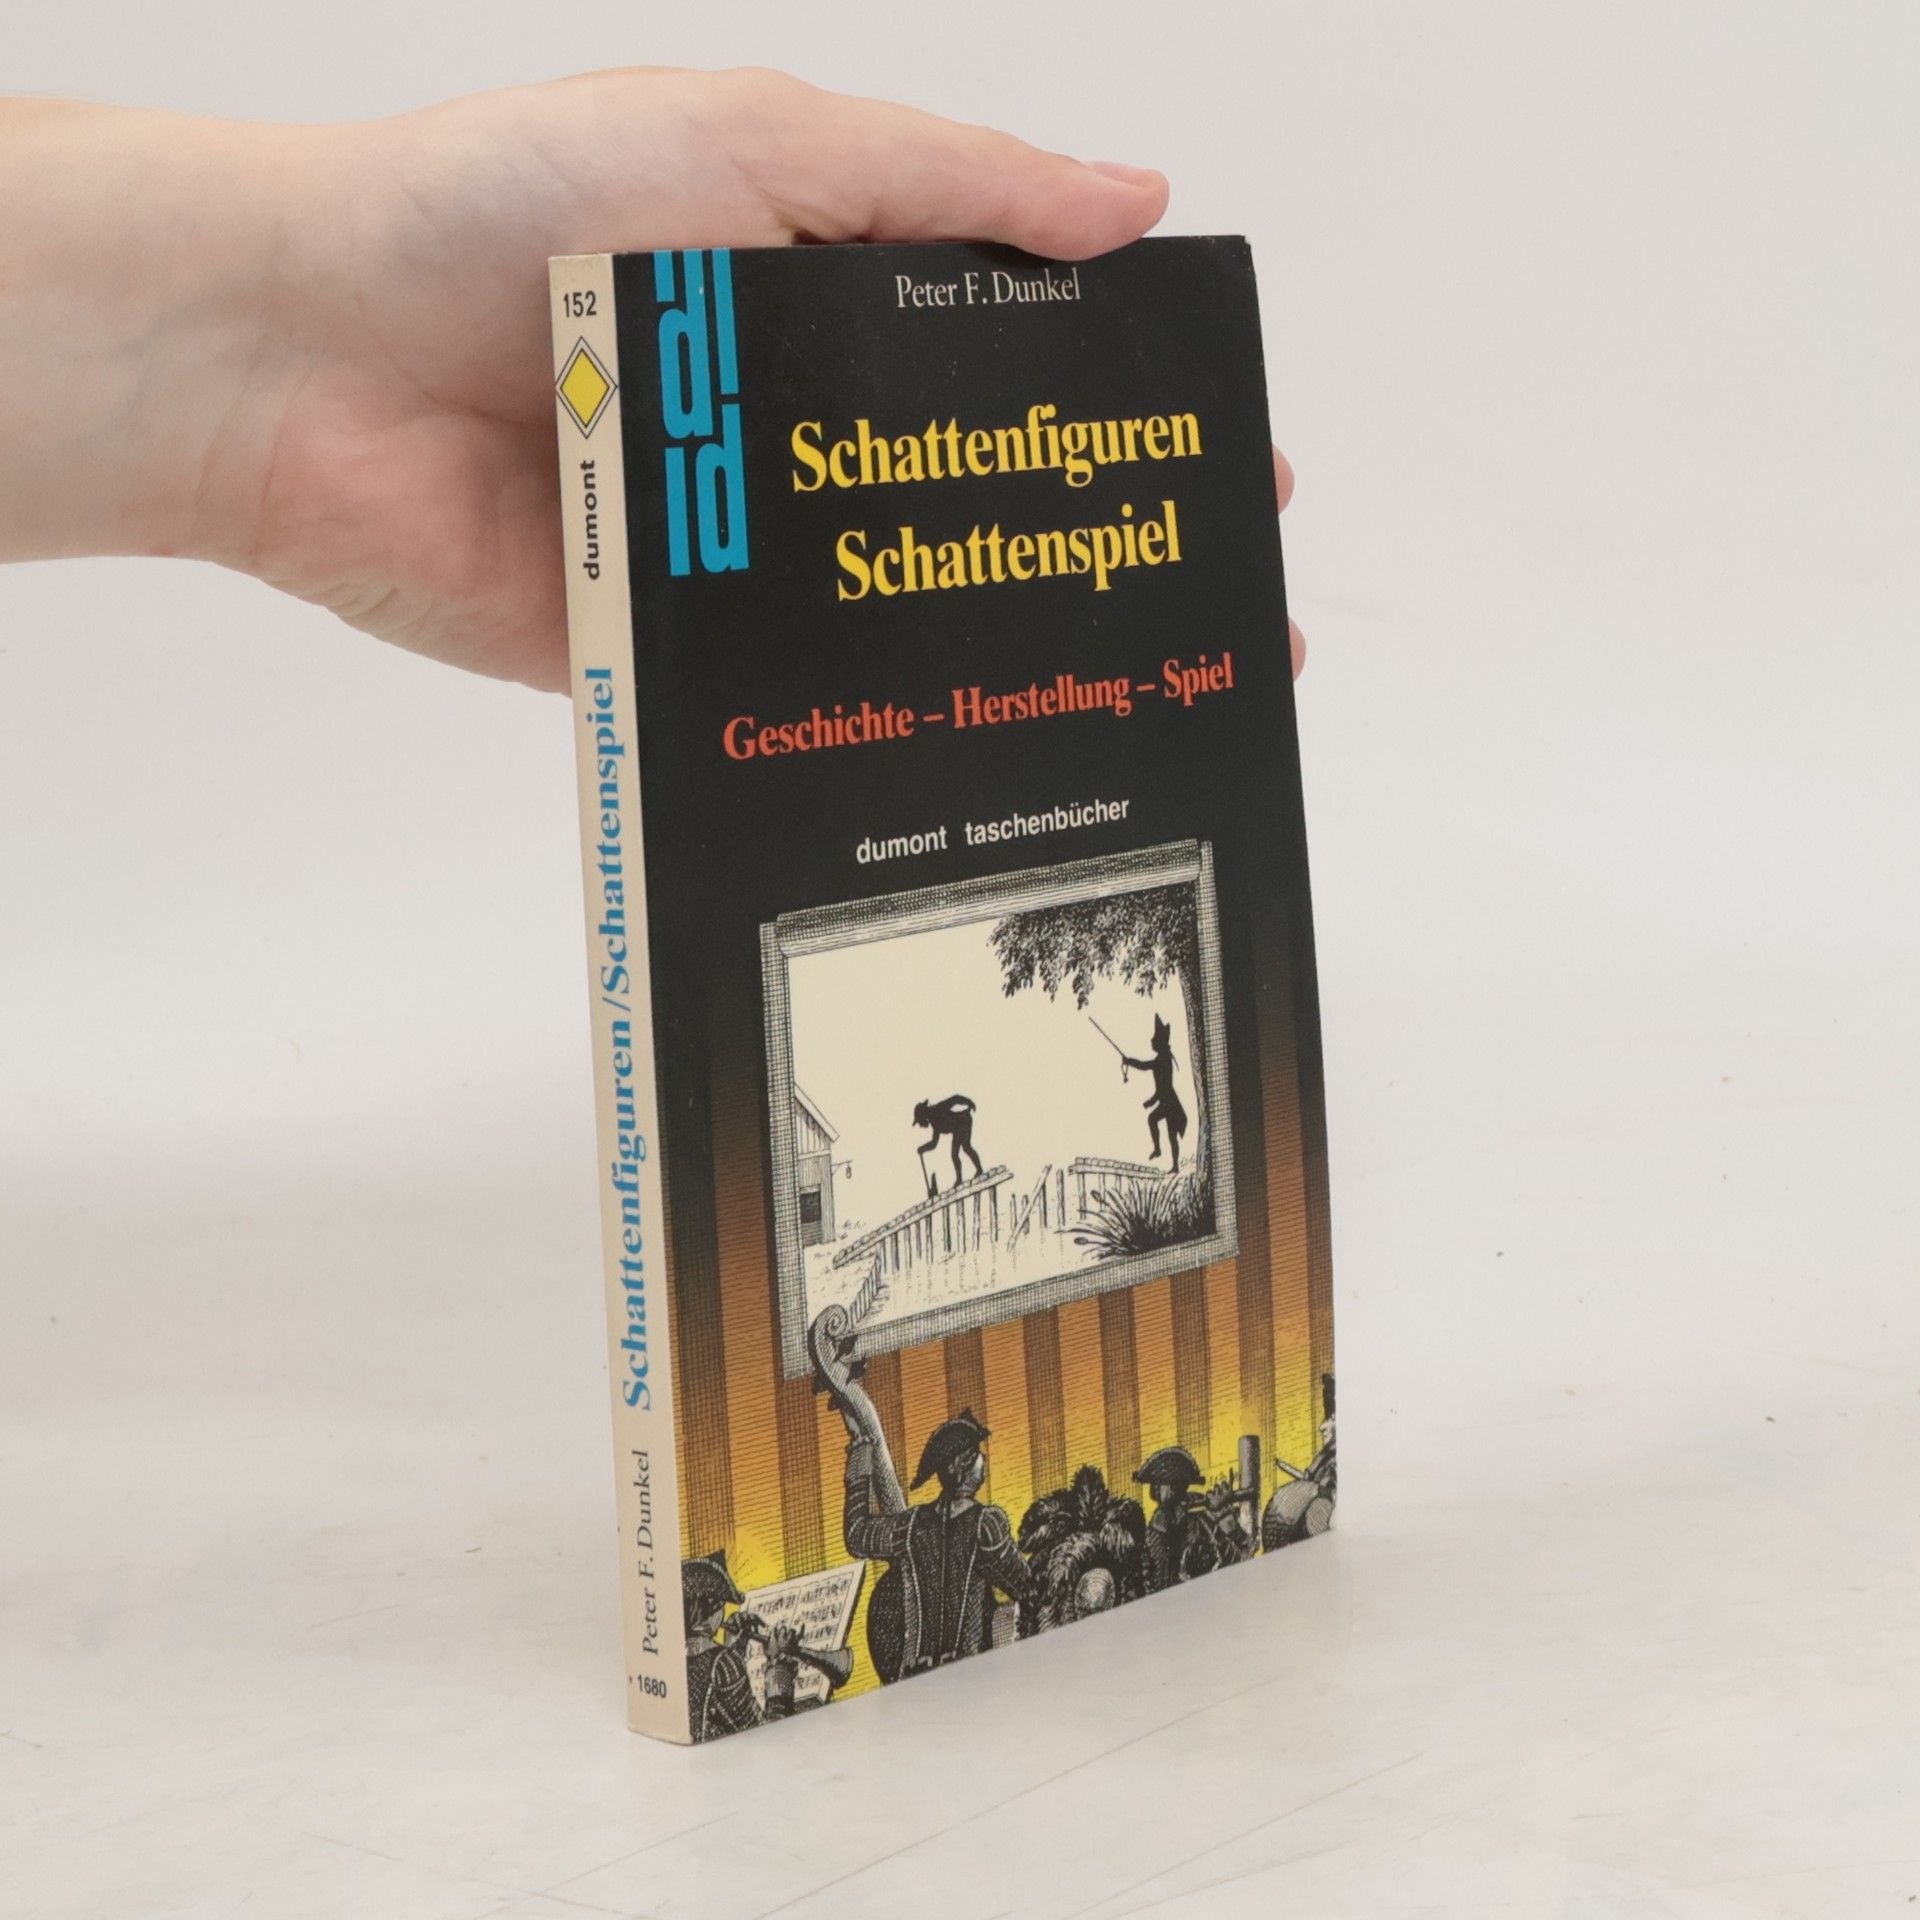 152
dumont
Schattenfiguren/Schattenspiel
Peter F. Dunkel
* 1680
Peter F. Dunkel
Schattenfiguren
Schattenspiel
Geschichte – Herstellung – Spiel
dumont taschenbücher